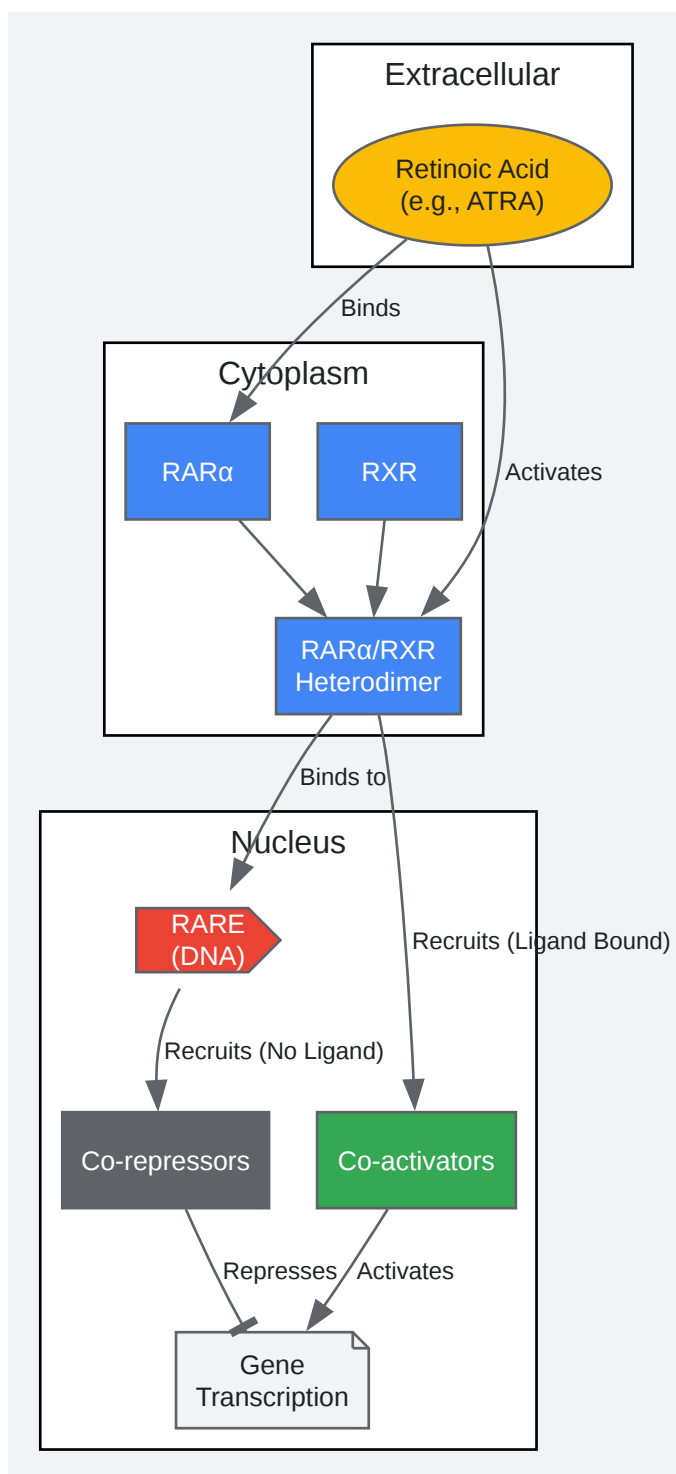 Extracellular
Retinoic Acid
(e.g., ATRA)
Binds
Cytoplasm
RARα
RXR
Activates
RARα/RXR
Heterodimer
Binds to
Nucleus
RARE
(DNA)
Recruits (Ligand Bound)
Recruits (No Ligand)
Co-repressors
Co-activators
Represses
Activates
Gene
Transcription